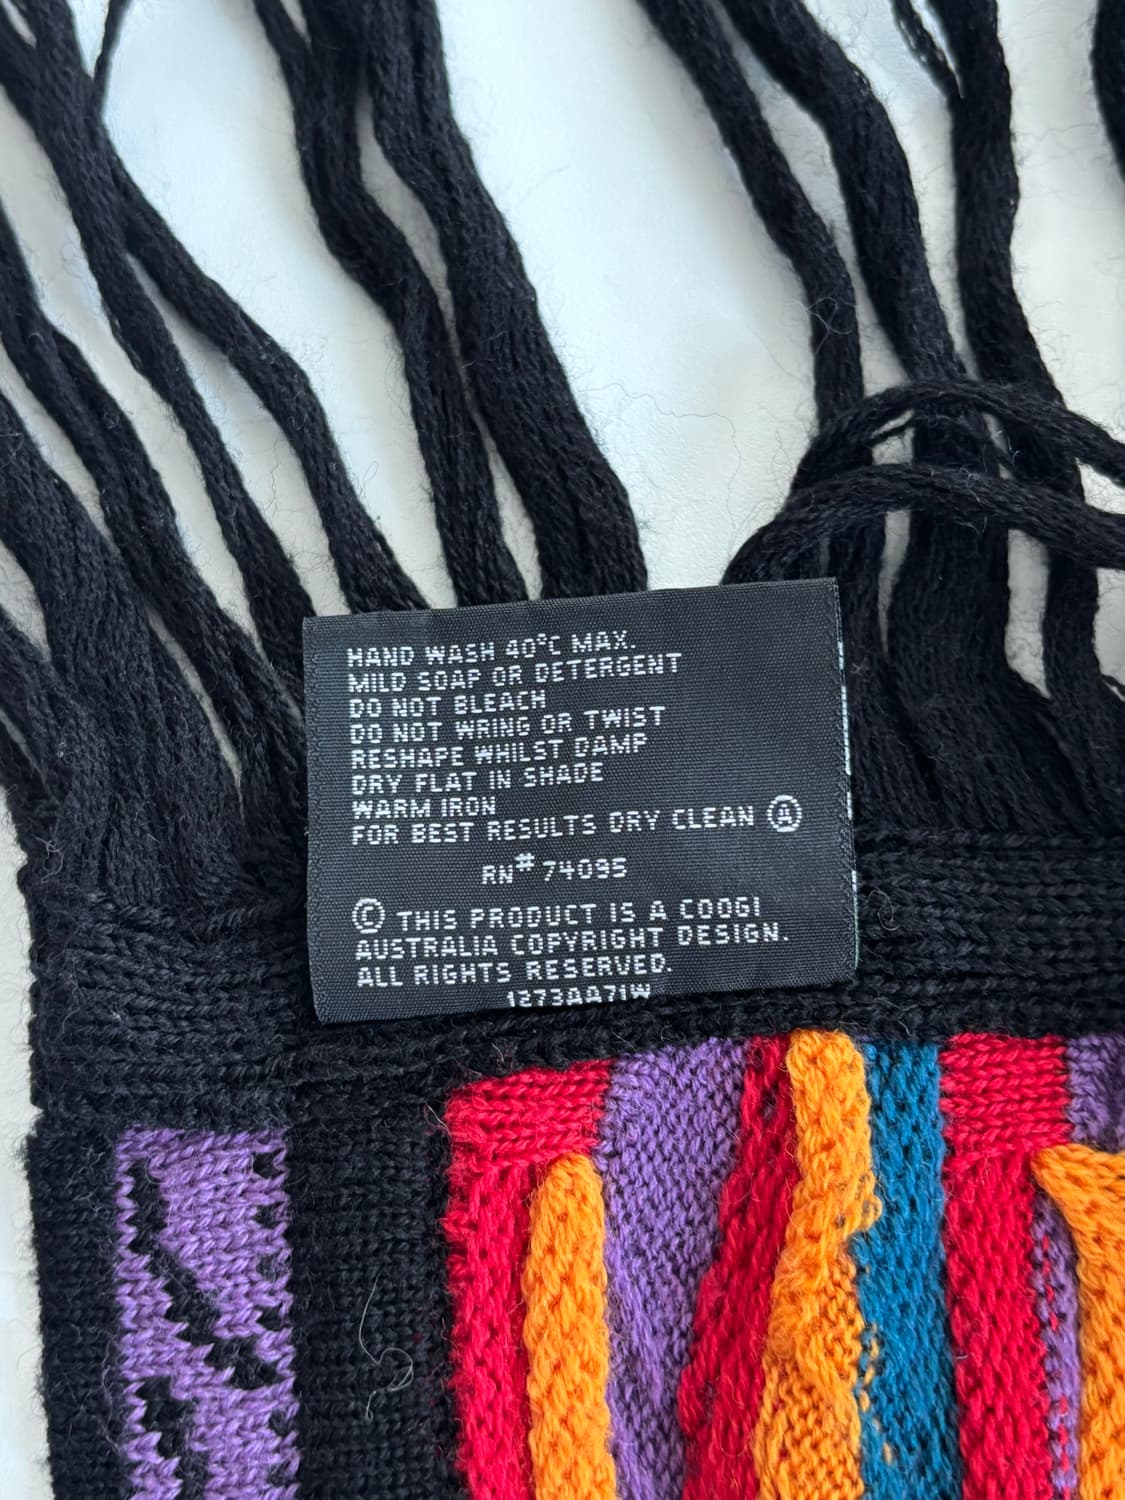 HAND WASH 40°C MAX.
MILD SOAP OR DETERGENT
DO NOT BLEACH
DO NOT WRING OR TWIST
RESHAPE WHILST DAMP
DRY FLAT IN SHADE
WARM IRON
FOR BEST RESULTS DRY CLEAN Ⓐ
RN# 74095
© THIS PRODUCT IS A COOGI
AUSTRALIA COPYRIGHT DESIGN.
ALL RIGHTS RESERVED.
1273AA71W